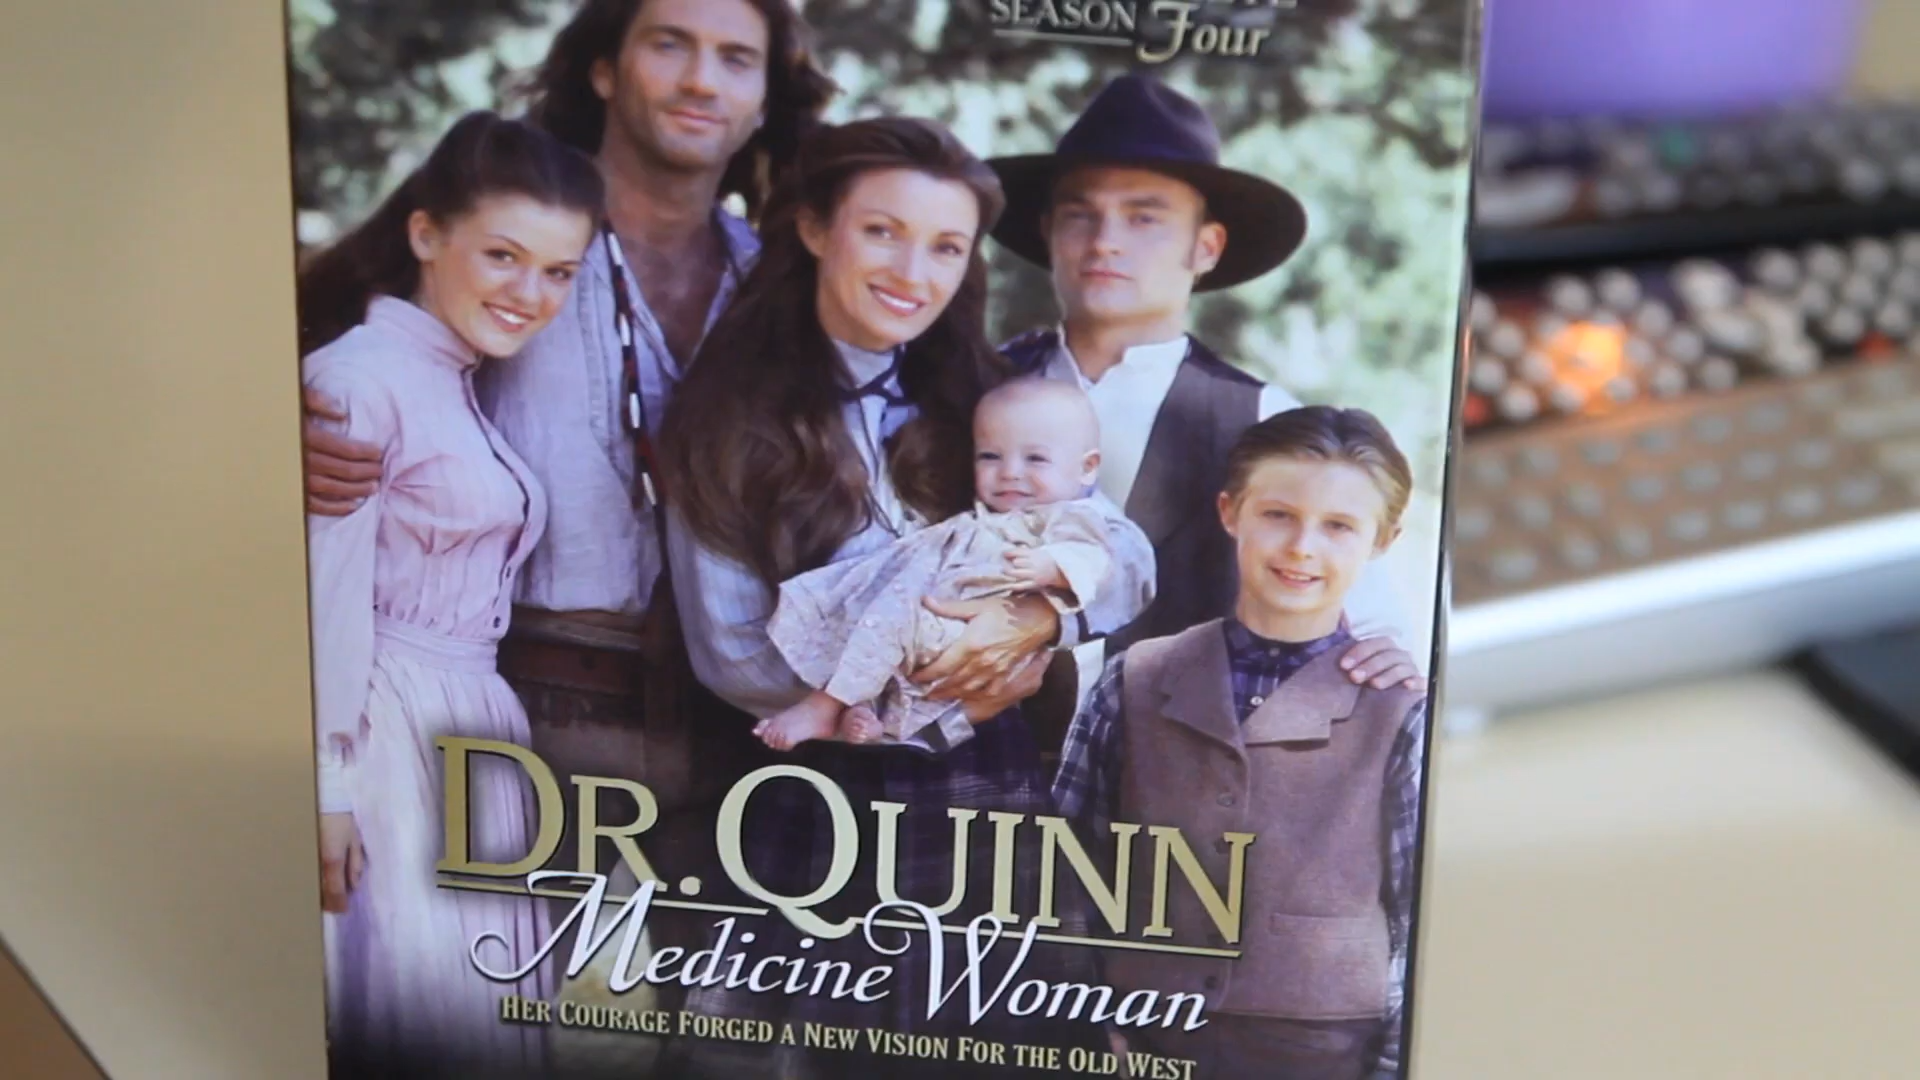 SEASON Four
DR. QUINN
Medicine Woman
HER COURAGE FORGED A NEW VISION FOR THE OLD WEST